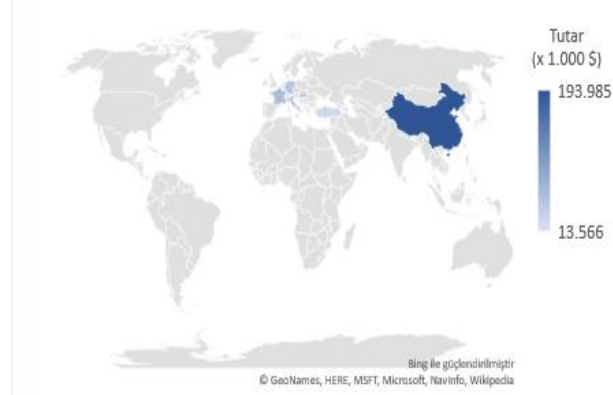 Tutar
(x 1.000 $)
193.985
13.566
Bing ile güçlendirilmiştir
© GeoNames, HERE, MSFT, Microsoft, NavInfo, Wikipedia